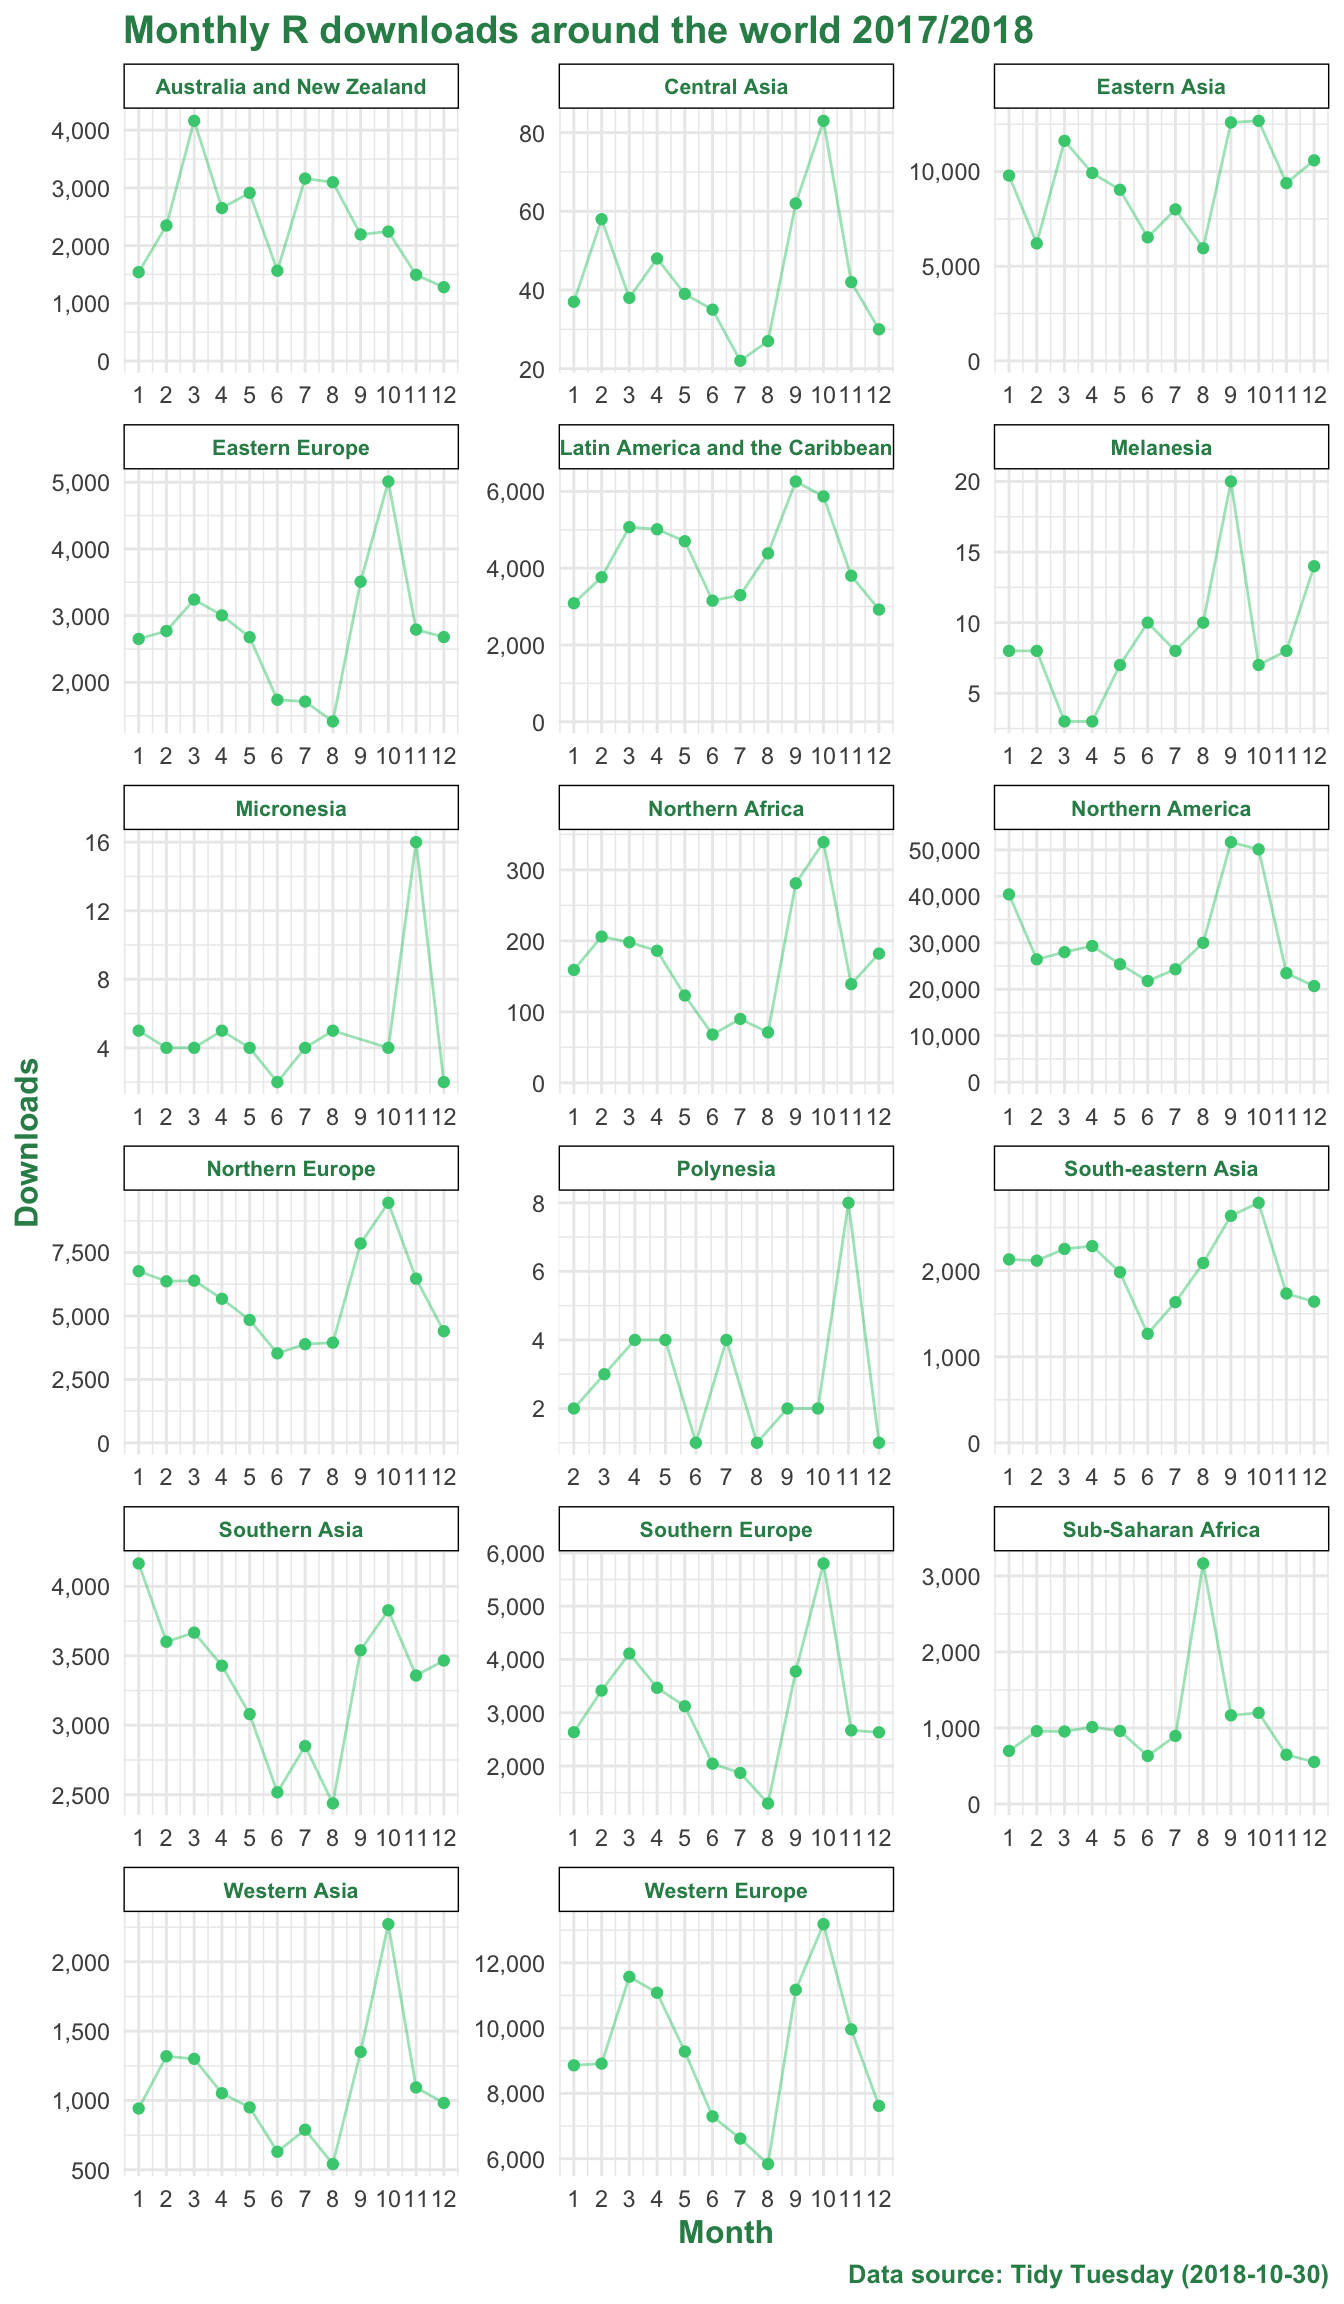 Monthly R downloads around the world 2017/2018
Australia and New Zealand
4,000
3,000
2,000
1,000
0
1 2 3 4 5 6 7 8 9 10 11 12
Central Asia
80
60
40
20
1 2 3 4 5 6 7 8 9 10 11 12
Eastern Asia
10,000
5,000
0
1 2 3 4 5 6 7 8 9 10 11 12
Eastern Europe
5,000
4,000
3,000
2,000
1 2 3 4 5 6 7 8 9 10 11 12
Latin America and the Caribbean
6,000
4,000
2,000
0
1 2 3 4 5 6 7 8 9 10 11 12
Melanesia
20
15
10
5
1 2 3 4 5 6 7 8 9 10 11 12
Micronesia
16
12
8
4
1 2 3 4 5 6 7 8 9 10 11 12
Northern Africa
300
200
100
0
1 2 3 4 5 6 7 8 9 10 11 12
Northern America
50,000
40,000
30,000
20,000
10,000
0
1 2 3 4 5 6 7 8 9 10 11 12
Downloads
Northern Europe
7,500
5,000
2,500
0
1 2 3 4 5 6 7 8 9 10 11 12
Polynesia
8
6
4
2
2 3 4 5 6 7 8 9 10 11 12
South-eastern Asia
2,000
1,000
0
1 2 3 4 5 6 7 8 9 10 11 12
Southern Asia
4,000
3,500
3,000
2,500
1 2 3 4 5 6 7 8 9 10 11 12
Southern Europe
6,000
5,000
4,000
3,000
2,000
1 2 3 4 5 6 7 8 9 10 11 12
Sub-Saharan Africa
3,000
2,000
1,000
0
1 2 3 4 5 6 7 8 9 10 11 12
Western Asia
2,000
1,500
1,000
500
1 2 3 4 5 6 7 8 9 10 11 12
Western Europe
12,000
10,000
8,000
6,000
1 2 3 4 5 6 7 8 9 10 11 12
Month
Data source: Tidy Tuesday (2018-10-30)